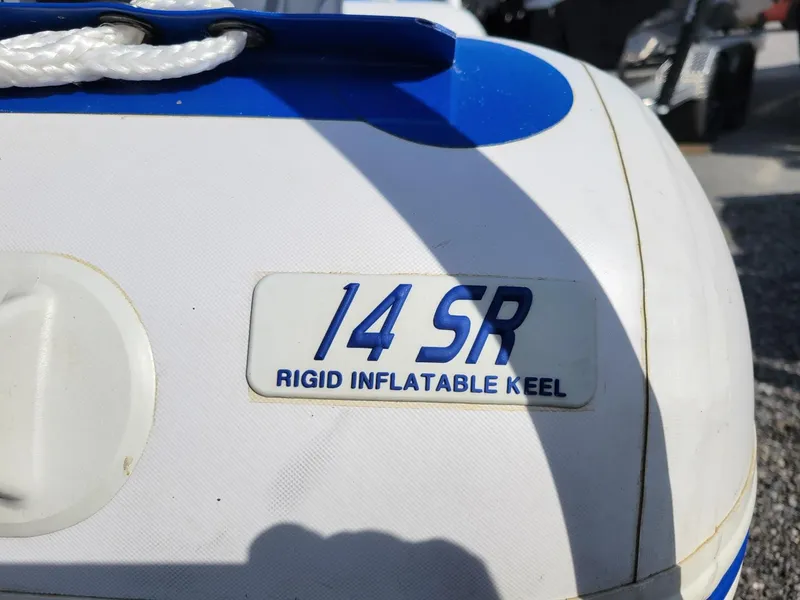 14 SR
RIGID INFLATABLE KEEL